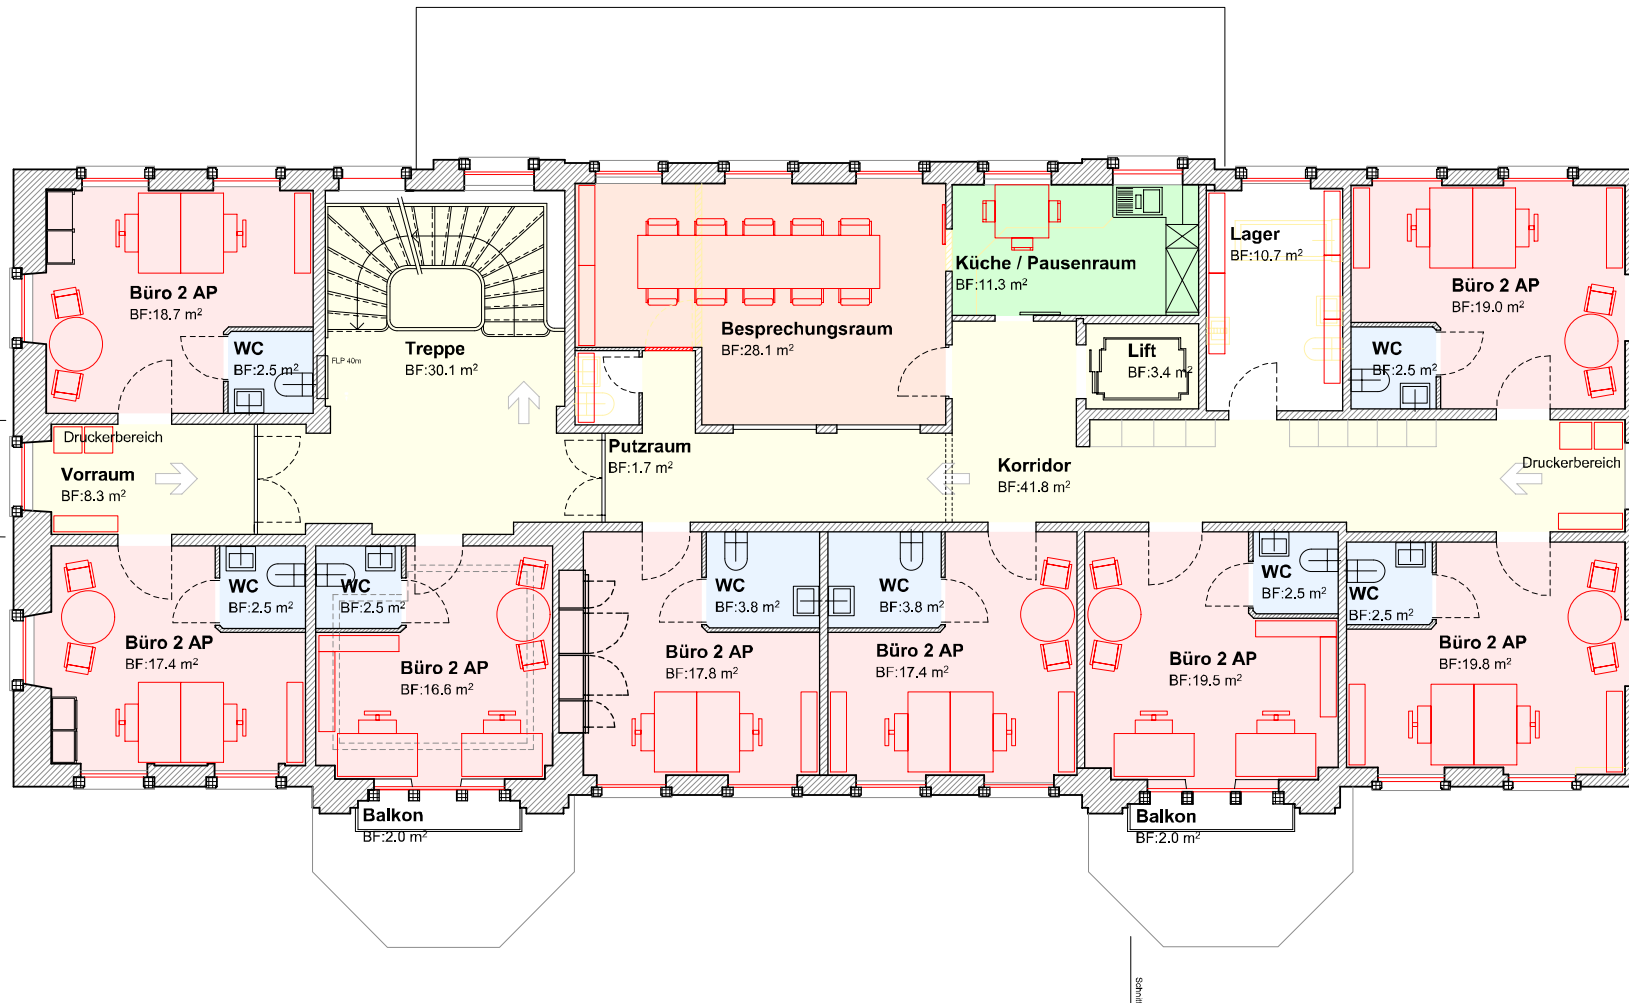 Büro 2 AP
BF:18.7 m²
WC
BF:2.5 m²
FLP 40m
Treppe
BF:30.1 m²
Besprechungsraum
BF:28.1 m²
Küche / Pausenraum
BF:11.3 m²
Lager
BF:10.7 m²
Lift
BF:3.4 m²
Büro 2 AP
BF:19.0 m²
WC
BF:2.5 m²
Druckerbereich
Vorraum
BF:8.3 m²
Putzraum
BF:1.7 m²
Korridor
BF:41.8 m²
Druckerbereich
WC
BF:2.5 m²
Büro 2 AP
BF:17.4 m²
WC
BF:2.5 m²
Büro 2 AP
BF:16.6 m²
WC
BF:3.8 m²
Büro 2 AP
BF:17.8 m²
WC
BF:3.8 m²
Büro 2 AP
BF:17.4 m²
WC
BF:2.5 m²
Büro 2 AP
BF:19.5 m²
WC
BF:2.5 m²
Büro 2 AP
BF:19.8 m²
Balkon
BF:2.0 m²
Balkon
BF:2.0 m²